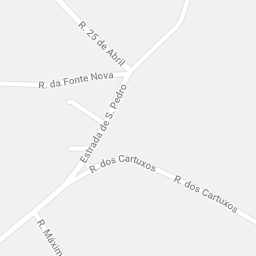 R. 25 de Abril
R. da Fonte Nova
Estrada de S. Pedro
R. dos Cartuxos
R. dos Cartuxos
R. Máxim